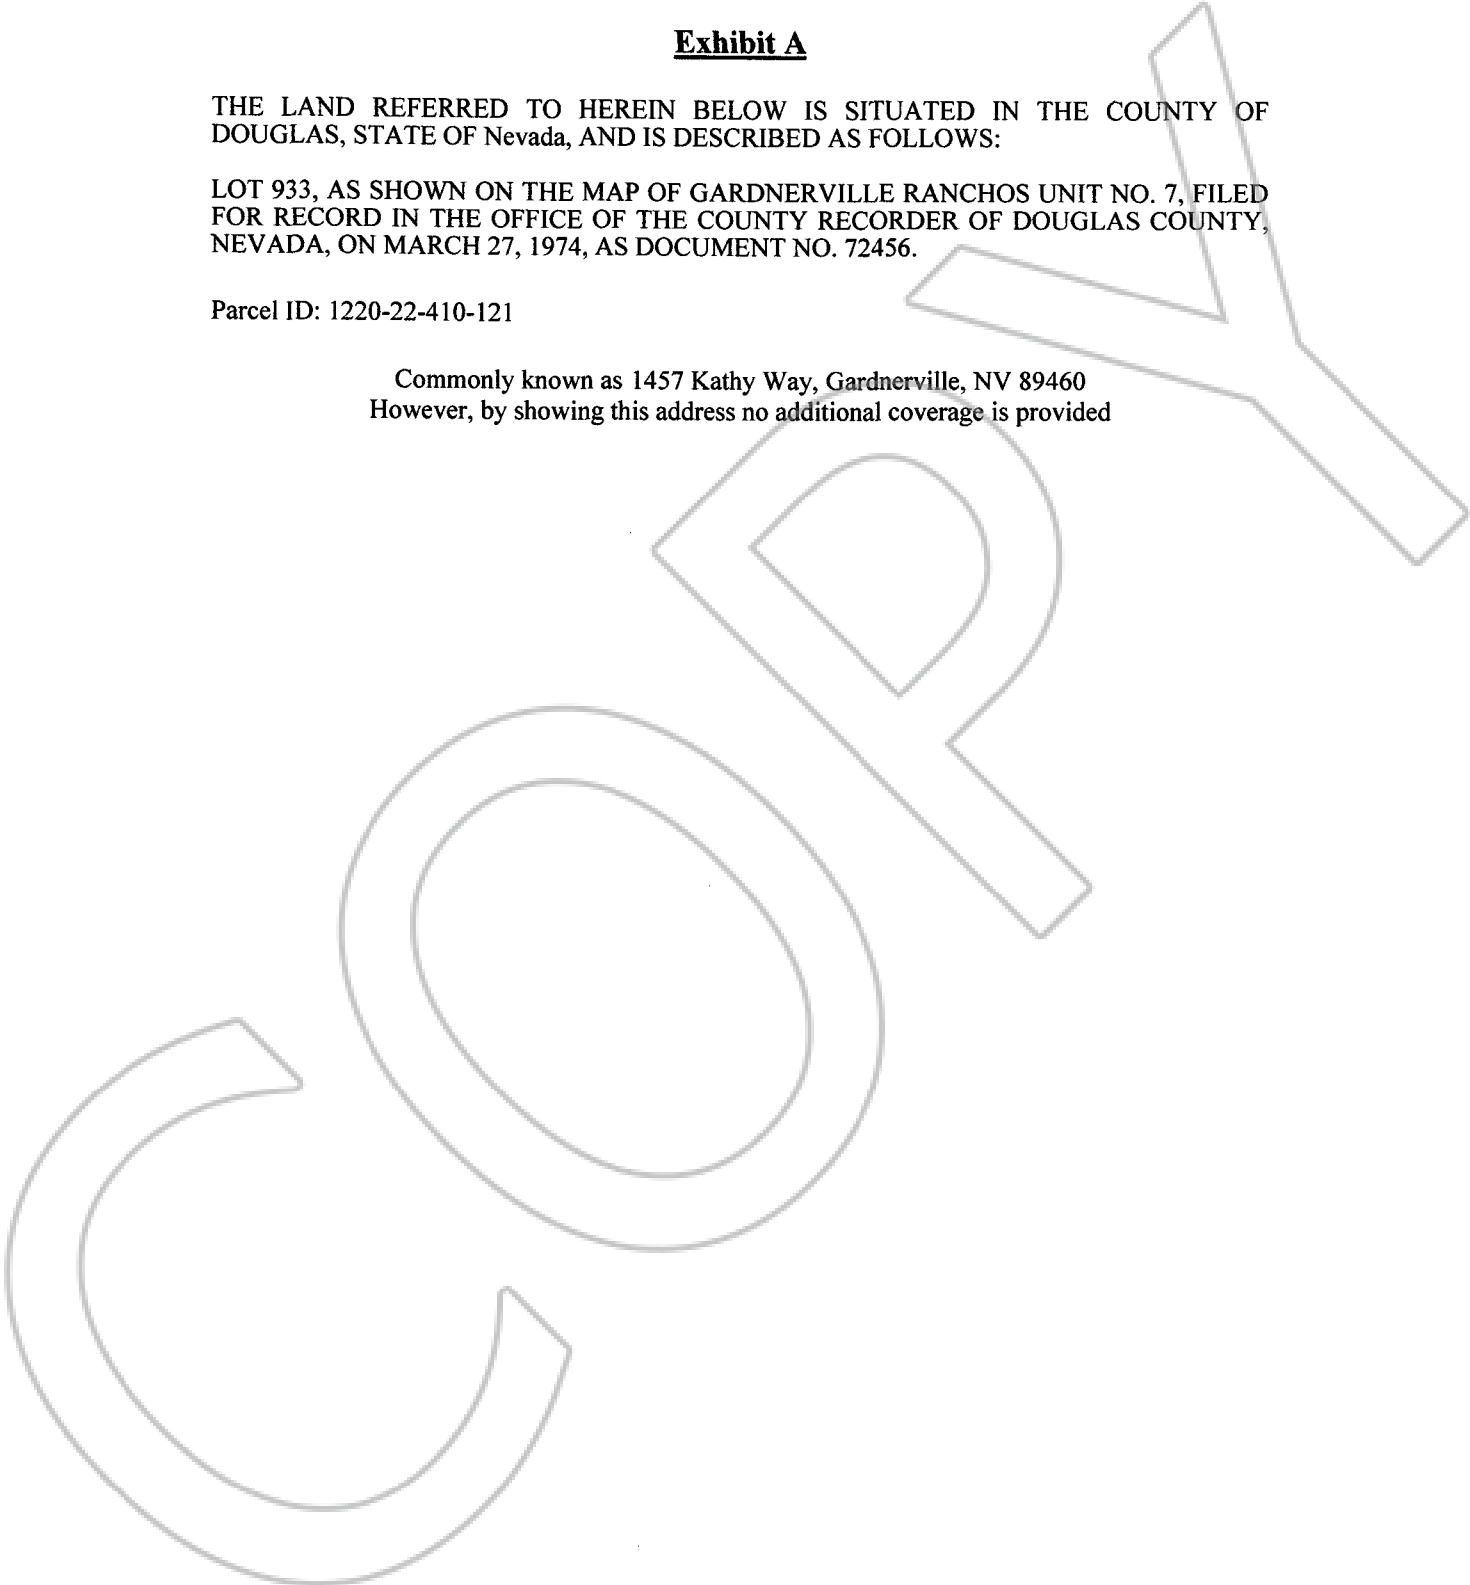 Exhibit A
THE LAND REFERRED TO HEREIN BELOW IS SITUATED IN THE COUNTY OF
DOUGLAS, STATE OF Nevada, AND IS DESCRIBED AS FOLLOWS:
LOT 933, AS SHOWN ON THE MAP OF GARDNERVILLE RANCHOS UNIT NO. 7, FILED
FOR RECORD IN THE OFFICE OF THE COUNTY RECORDER OF DOUGLAS COUNTY,
NEVADA, ON MARCH 27, 1974, AS DOCUMENT NO. 72456.
Parcel ID: 1220-22-410-121
Commonly known as 1457 Kathy Way, Gardnerville, NV 89460
However, by showing this address no additional coverage is provided
COPY